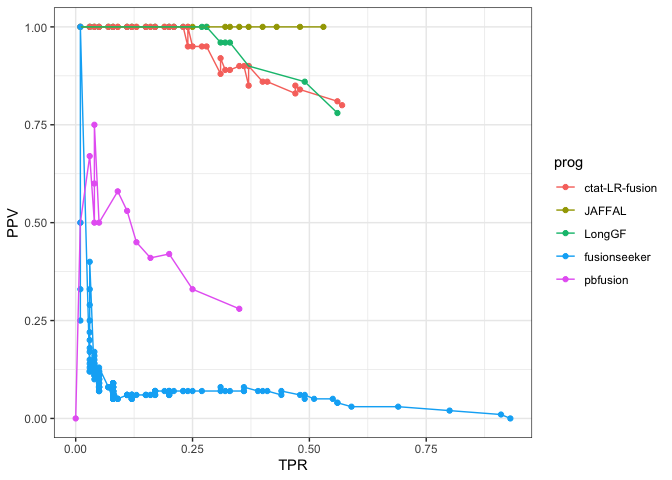 1.00
0.75
0.50
0.25
0.00
PPV
0.00
0.25
0.50
0.75
TPR
prog
ctat-LR-fusion
JAFFAL
LongGF
fusionseeker
pbfusion